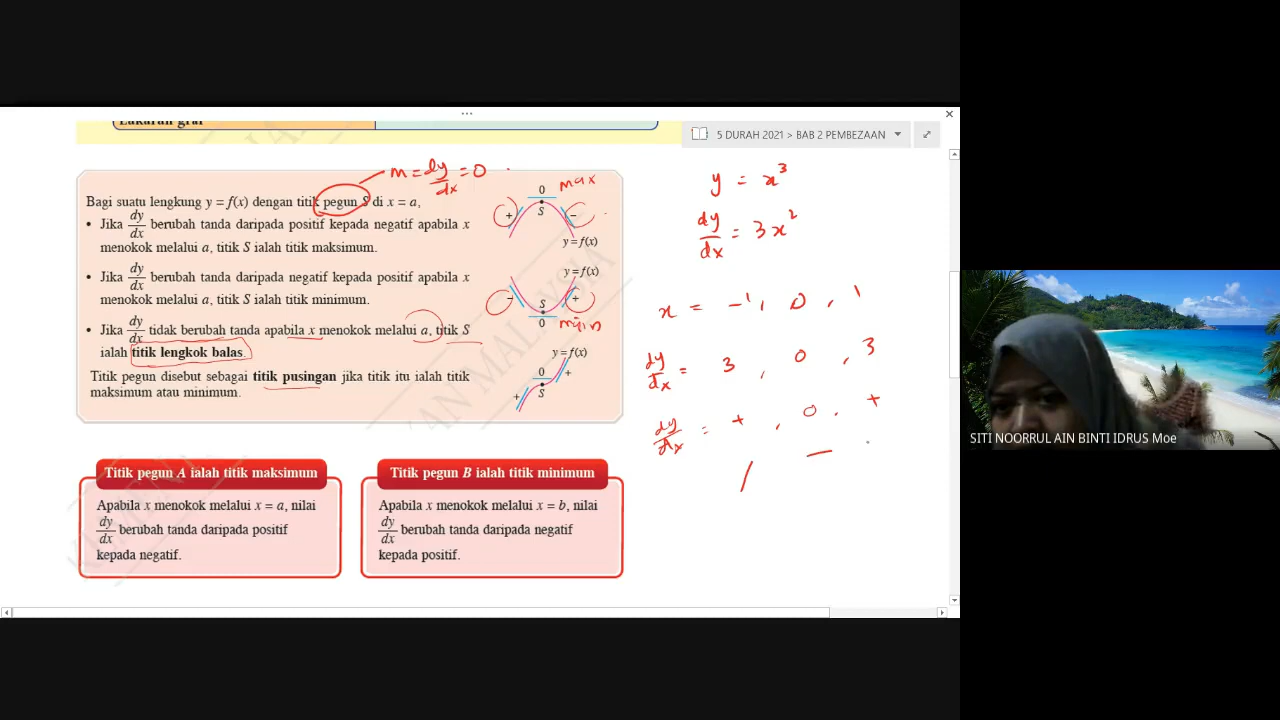 Lakaran graf
5 DURAH 2021 > BAB 2 PEMBEZAAN
m = dy/dx = 0
Bagi suatu lengkung y = f(x) dengan titik pegun S di x = a,
• Jika dy/dx berubah tanda daripada positif kepada negatif apabila x
menokok melalui a, titik S ialah titik maksimum.
• Jika dy/dx berubah tanda daripada negatif kepada positif apabila x
menokok melalui a, titik S ialah titik minimum.
• Jika dy/dx tidak berubah tanda apabila x menokok melalui a, titik S
ialah titik lengkok balas.
Titik pegun disebut sebagai titik pusingan jika titik itu ialah titik
maksimum atau minimum.
0 max
+ S −
y = f(x)
y = f(x)
− S +
0 min
y = f(x)
0
+ S +
Titik pegun A ialah titik maksimum
Apabila x menokok melalui x = a, nilai
dy/dx berubah tanda daripada positif
kepada negatif.
Titik pegun B ialah titik minimum
Apabila x menokok melalui x = b, nilai
dy/dx berubah tanda daripada negatif
kepada positif.
y = x³
dy/dx = 3x²
x = -1, 0, 1
dy/dx = 3, 0, 3
dy/dx = +, 0, +
/ —
SITI NOORRUL AIN BINTI IDRUS Moe